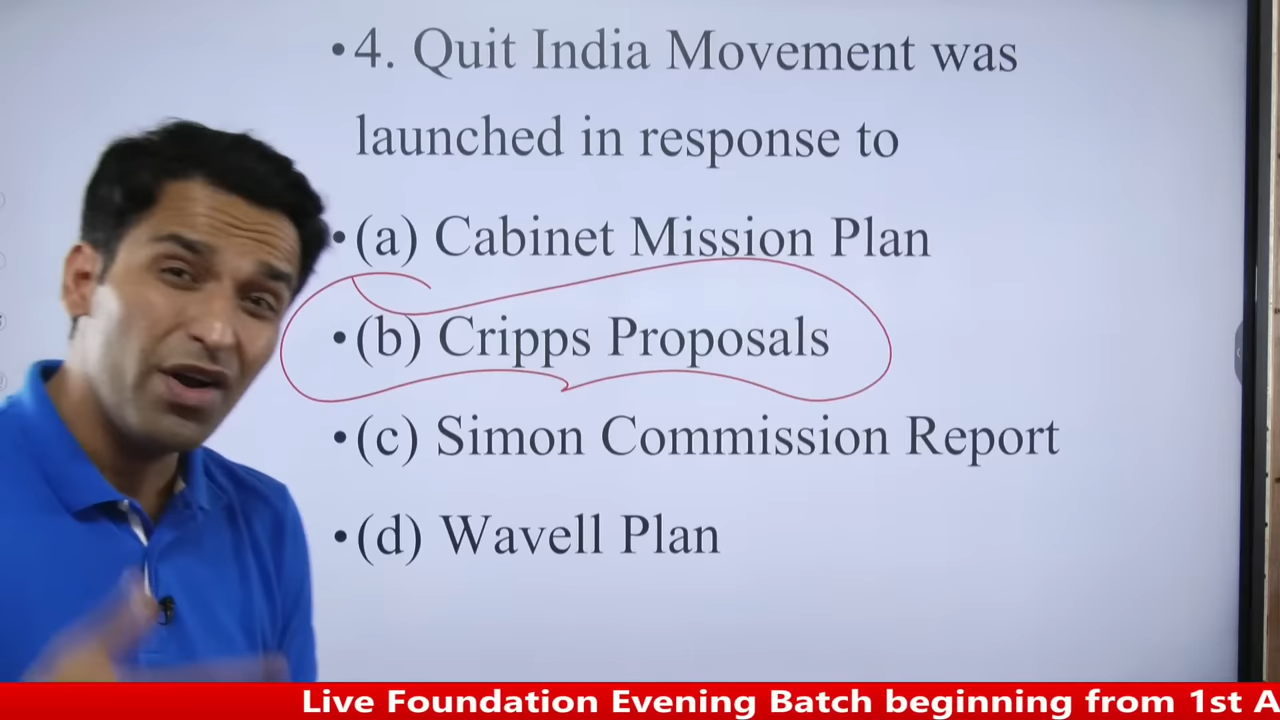 •4. Quit India Movement was
launched in response to
•(a) Cabinet Mission Plan
•(b) Cripps Proposals
•(c) Simon Commission Report
•(d) Wavell Plan
Live Foundation Evening Batch beginning from 1st A